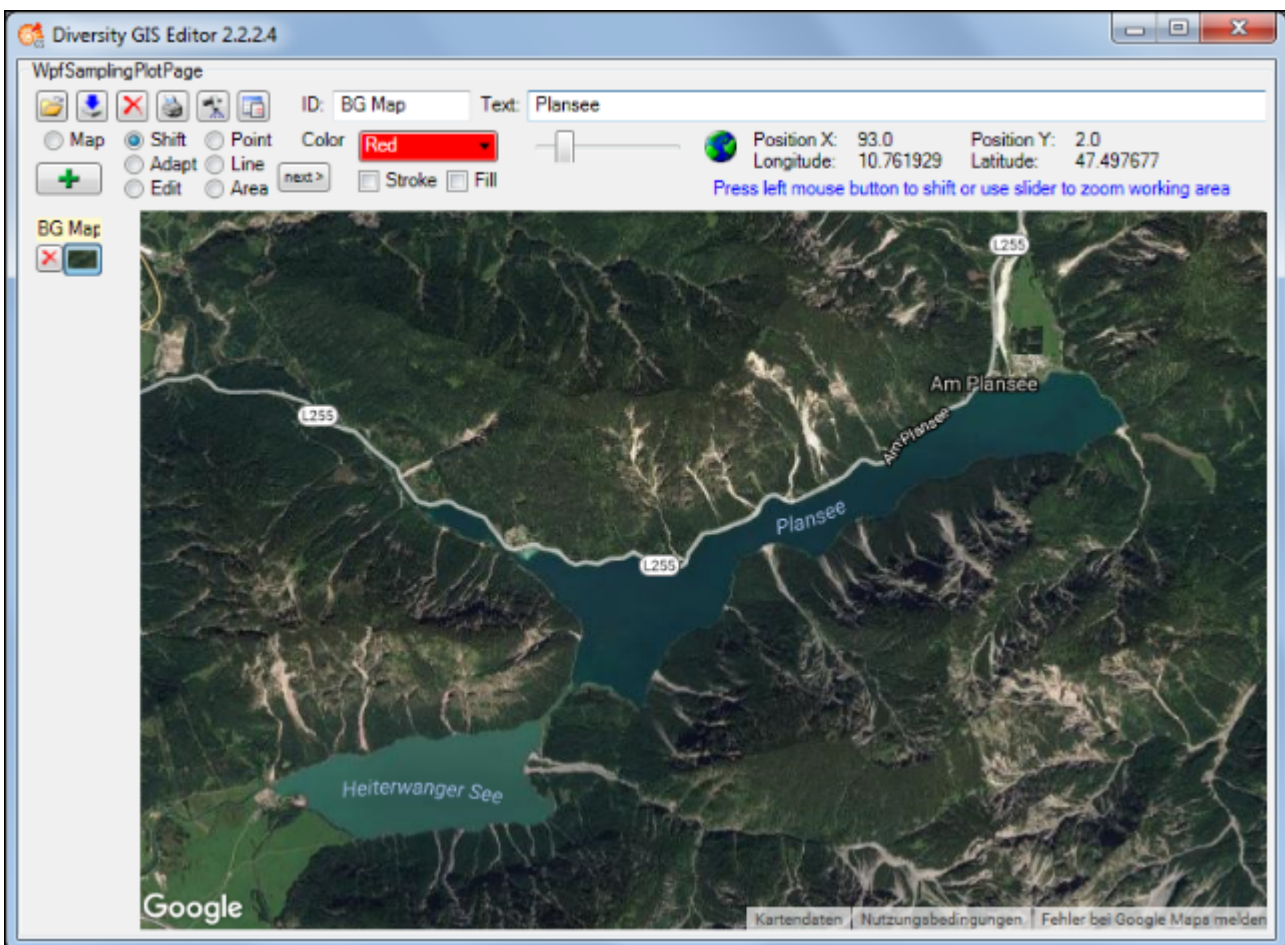 Diversity GIS Editor 2.2.2.4
WpfSamplingPlotPage
ID: BG Map Text: Plansee
Map Shift Point Color Red Position X: 93.0 Position Y: 2.0
Adapt Line next > Longitude: 10.761929 Latitude: 47.497677
Edit Area Stroke Fill Press left mouse button to shift or use slider to zoom working area
BG Map
L255
Am Plansee
L255
Am Plansee
Plansee
L255
Heiterwanger See
Google
Kartendaten Nutzungsbedingungen Fehler bei Google Maps melden